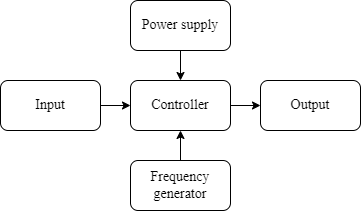 Power supply
Input
Controller
Output
Frequency
generator